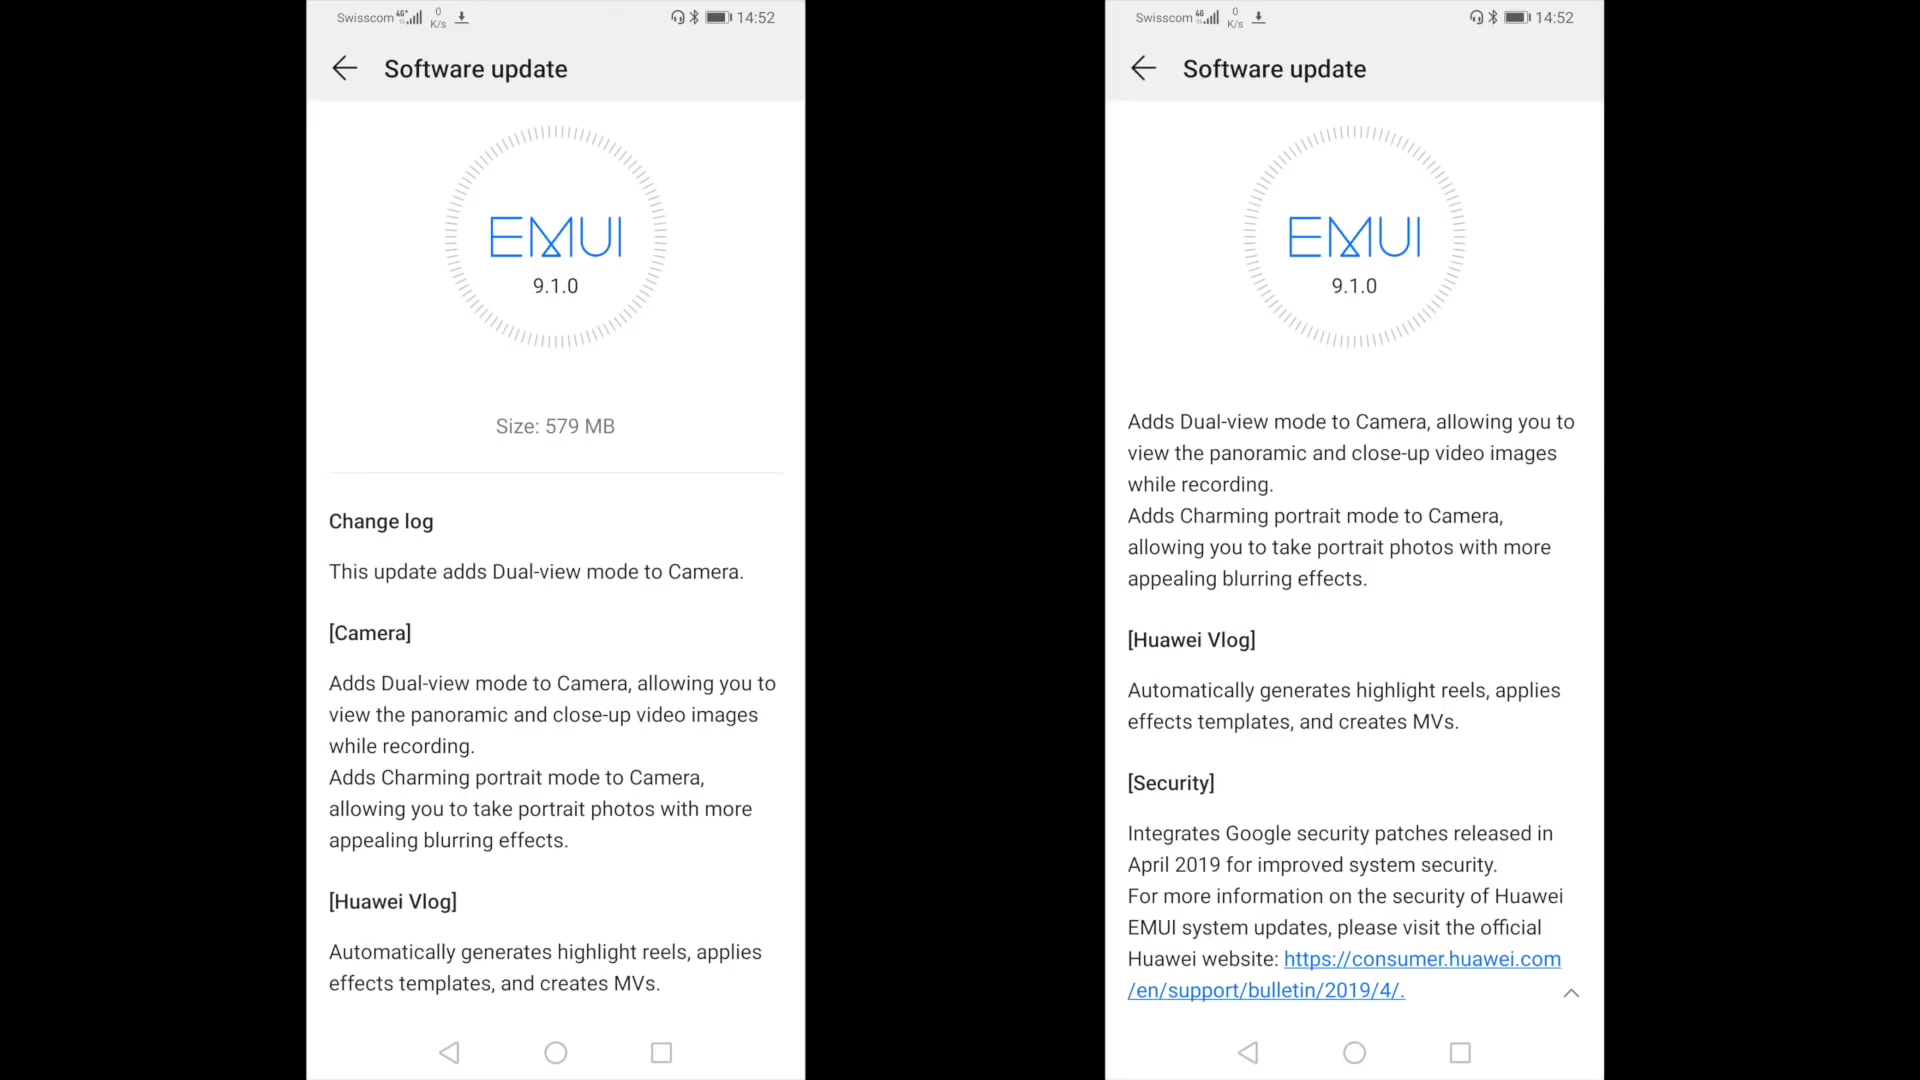 Swisscom 4G+ 0 K/s 14:52
Software update
EMUI
9.1.0
Size: 579 MB
Change log
This update adds Dual-view mode to Camera.
[Camera]
Adds Dual-view mode to Camera, allowing you to
view the panoramic and close-up video images
while recording.
Adds Charming portrait mode to Camera,
allowing you to take portrait photos with more
appealing blurring effects.
[Huawei Vlog]
Automatically generates highlight reels, applies
effects templates, and creates MVs.
Swisscom 4G 0 K/s 14:52
Software update
EMUI
9.1.0
Adds Dual-view mode to Camera, allowing you to
view the panoramic and close-up video images
while recording.
Adds Charming portrait mode to Camera,
allowing you to take portrait photos with more
appealing blurring effects.
[Huawei Vlog]
Automatically generates highlight reels, applies
effects templates, and creates MVs.
[Security]
Integrates Google security patches released in
April 2019 for improved system security.
For more information on the security of Huawei
EMUI system updates, please visit the official
Huawei website: https://consumer.huawei.com
/en/support/bulletin/2019/4/.